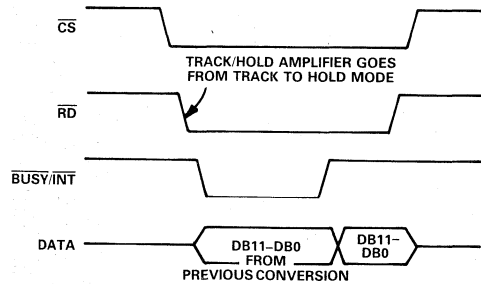 CS
TRACK/HOLD AMPLIFIER GOES
FROM TRACK TO HOLD MODE
RD
BUSY/INT
DATA
DB11–DB0
FROM
PREVIOUS CONVERSION
DB11–
DB0